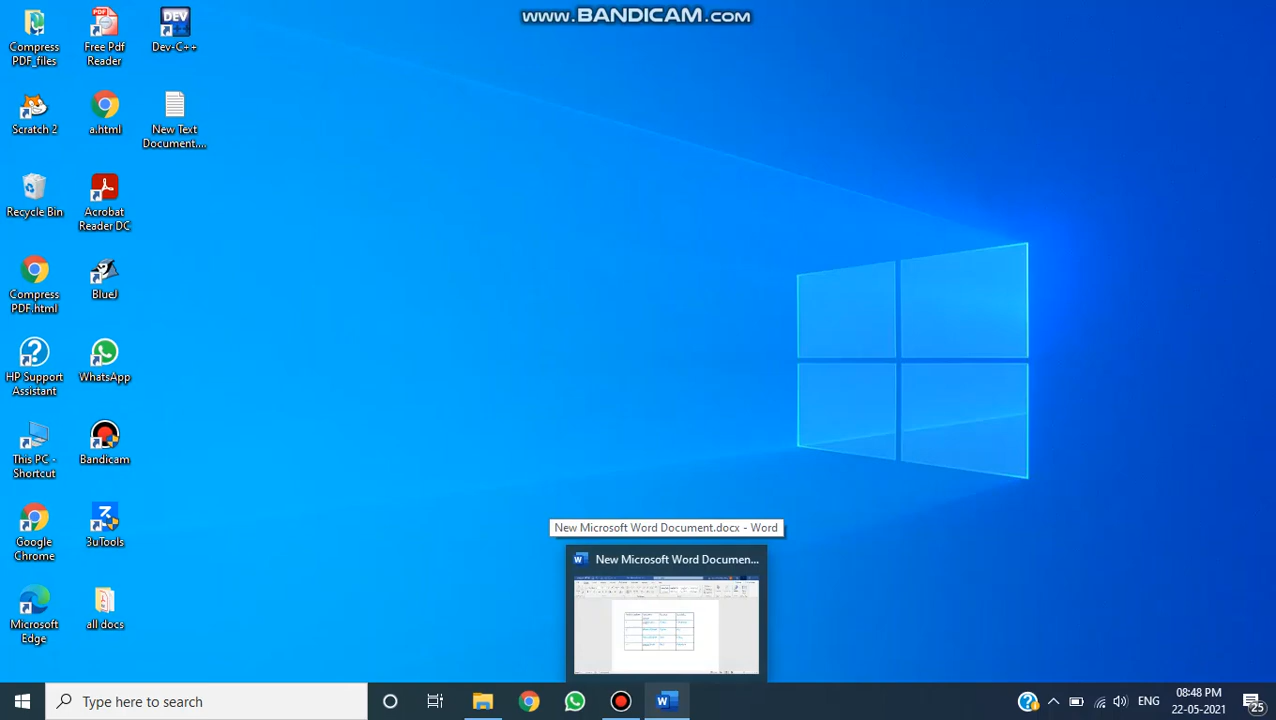 www.BANDICAM.com
Compress
PDF_files
Free Pdf
Reader
Dev-C++
Scratch 2
a.html
New Text
Document....
Recycle Bin
Acrobat
Reader DC
Compress
PDF.html
BlueJ
HP Support
Assistant
WhatsApp
This PC -
Shortcut
Bandicam
Google
Chrome
3uTools
Microsoft
Edge
all docs
New Microsoft Word Document.docx - Word
New Microsoft Word Documen...
Type here to search
ENG
08:48 PM
22-05-2021
25